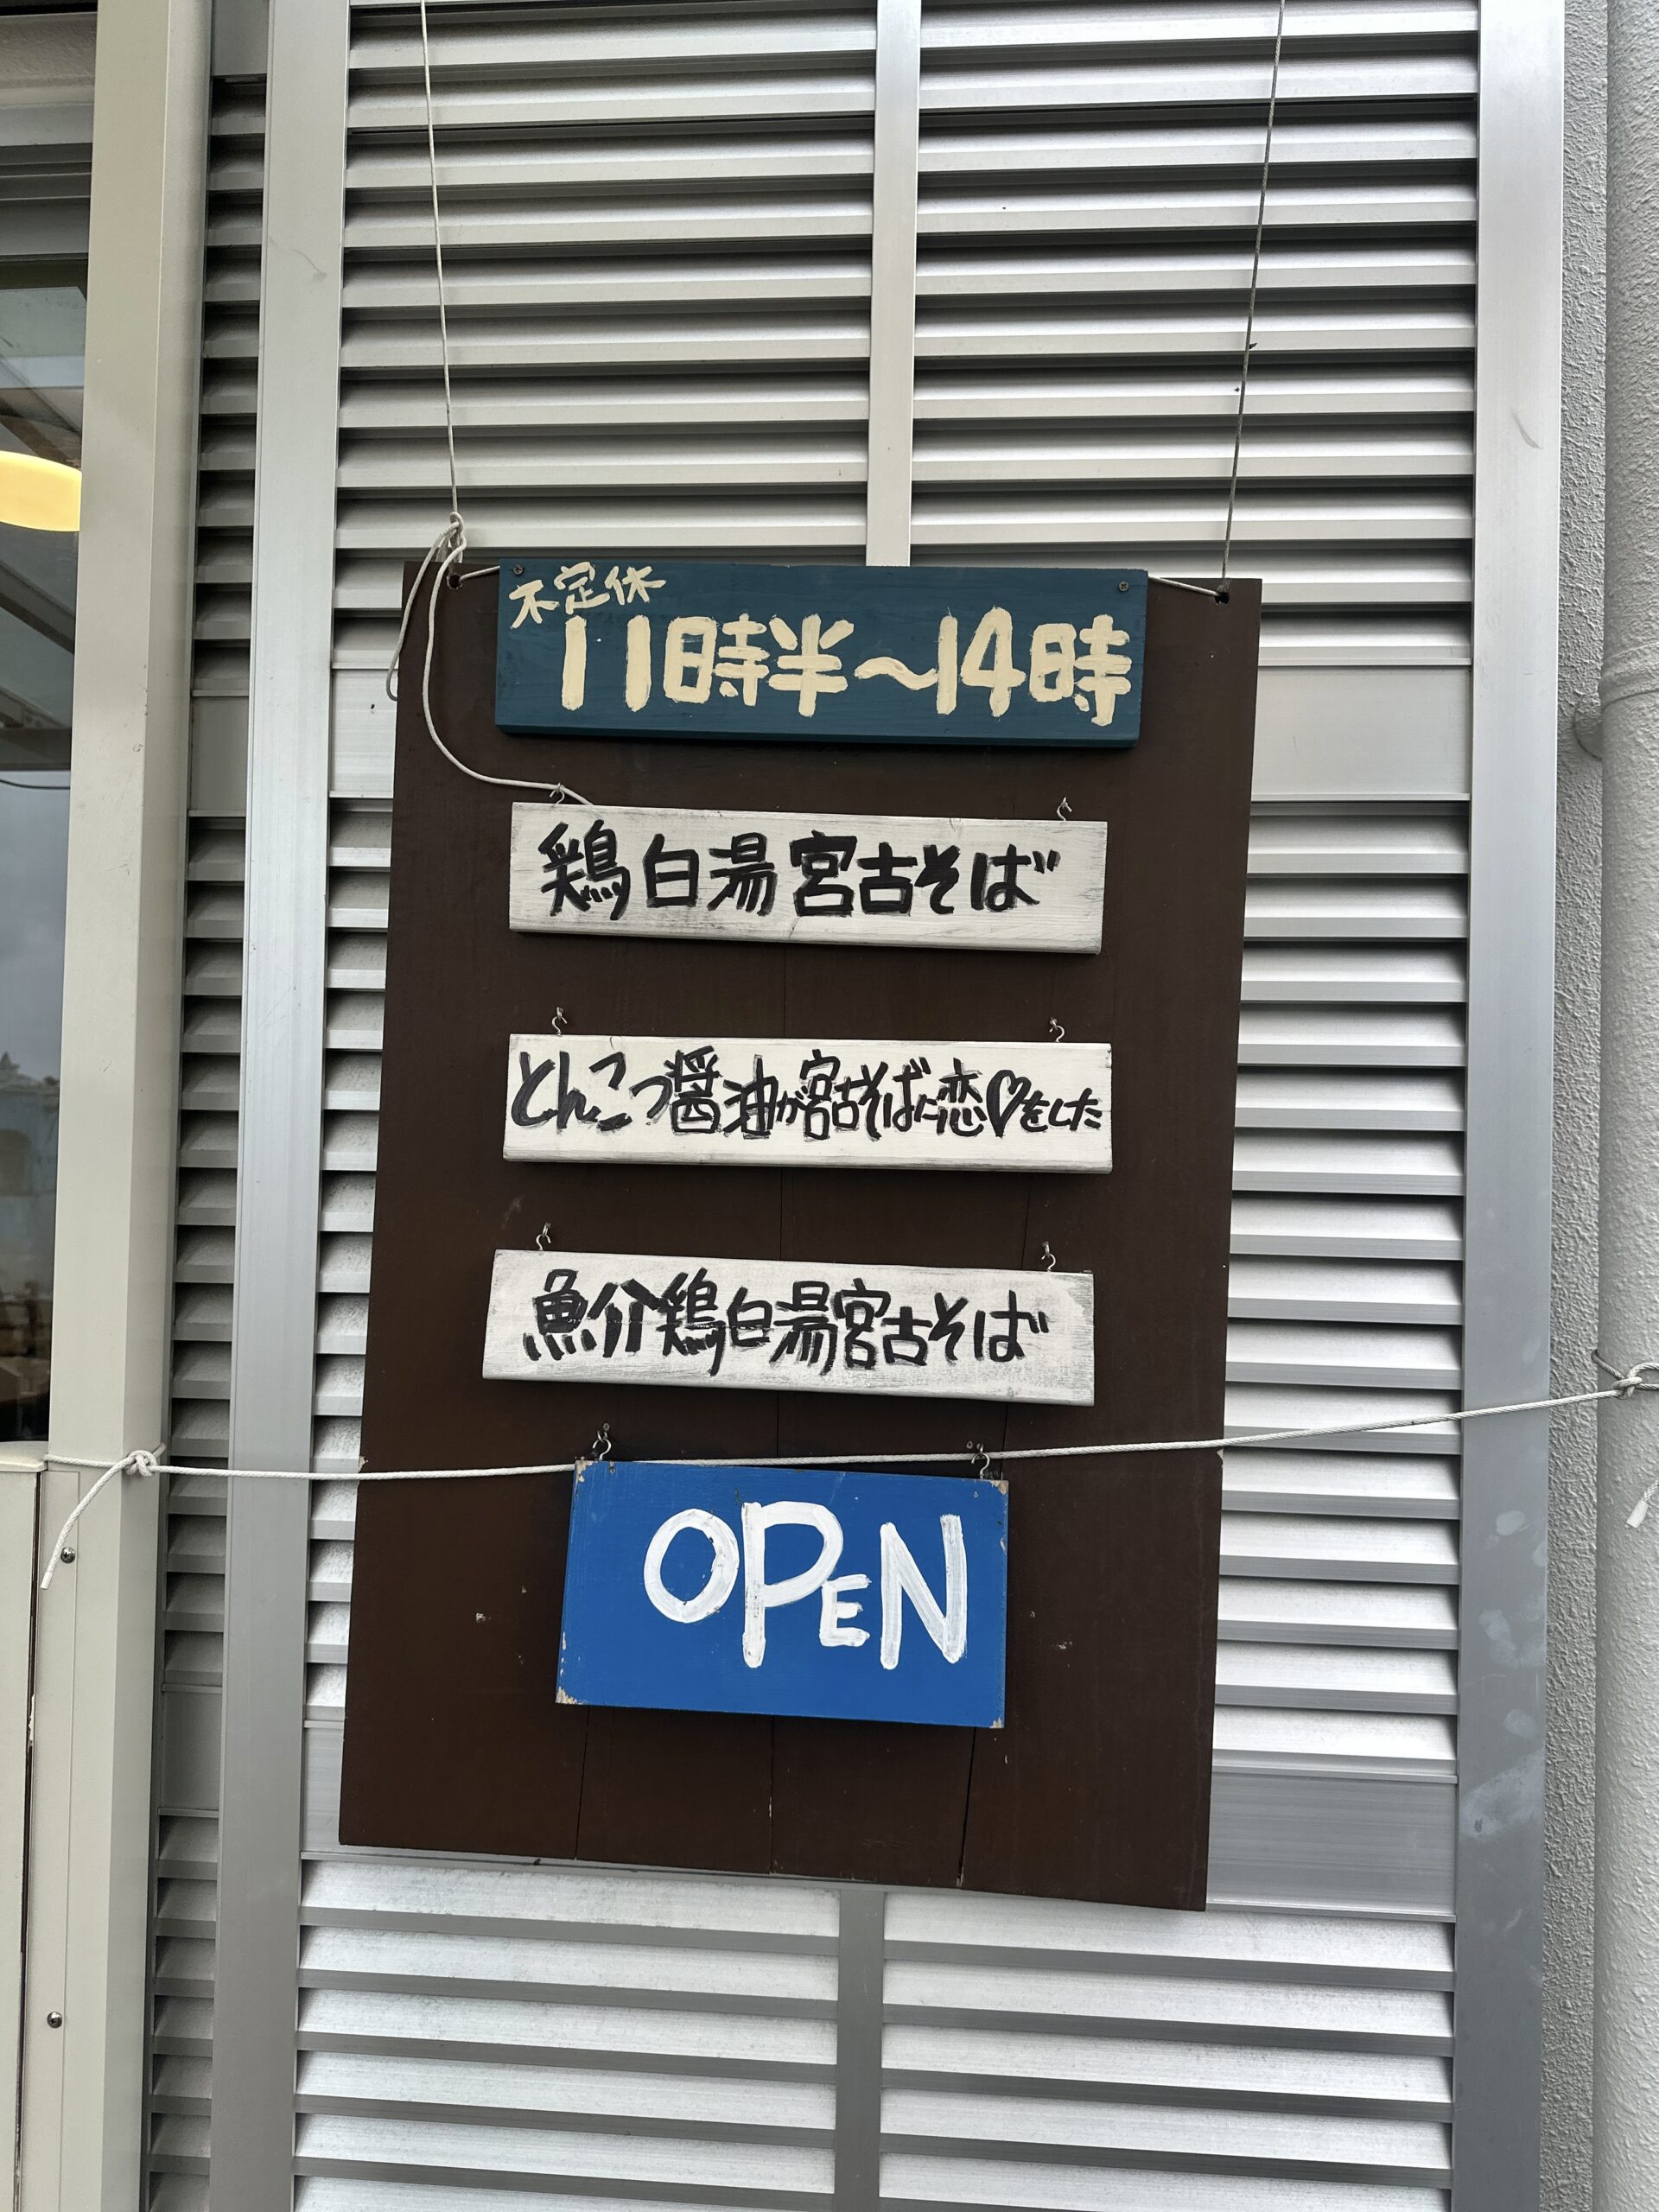 不定休
11時半〜14時
鶏白湯宮古そば
とんこつ醤油が宮古そばに恋♡をした
魚介鶏白湯宮古そば
OPEN